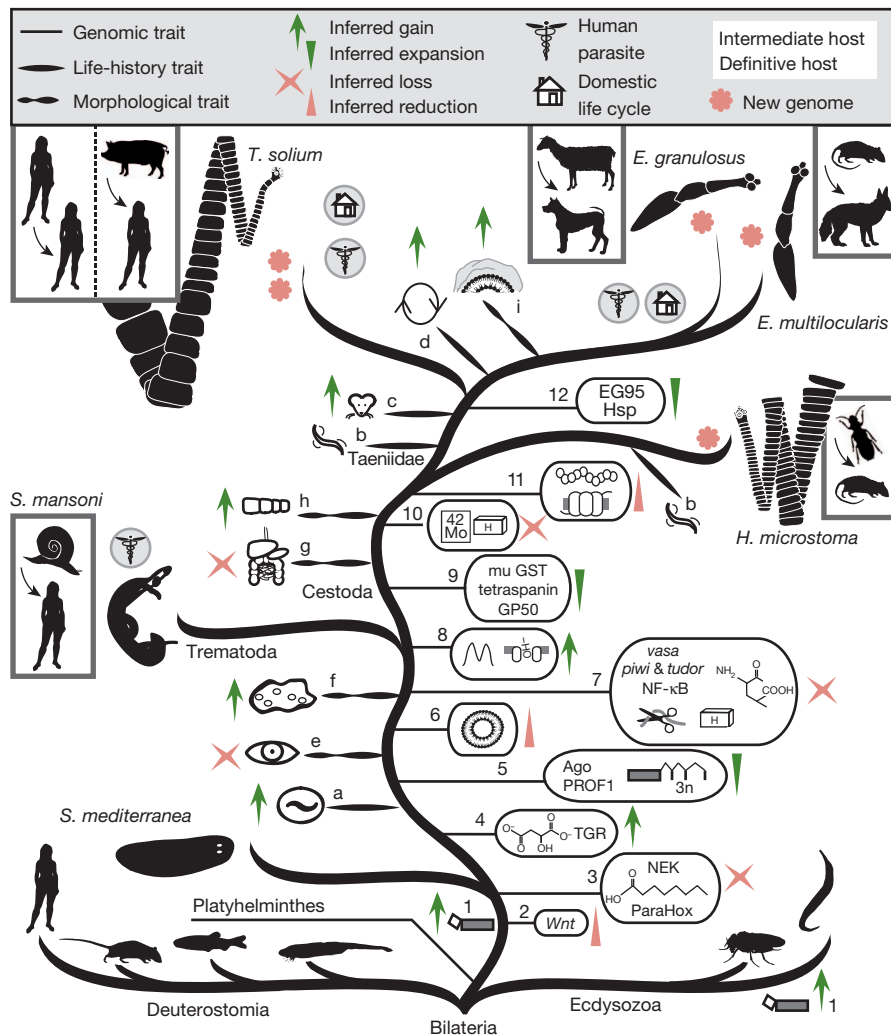 Genomic trait
Life-history trait
Morphological trait
Inferred gain
Inferred expansion
Inferred loss
Inferred reduction
Human
parasite
Domestic
life cycle
Intermediate host
Definitive host
New genome
T. solium
E. granulosus
E. multilocularis
d
i
c
b
Taeniidae
12
EG95
Hsp
11
b
H. microstoma
h
10
42
Mo
H
g
Cestoda
9
mu GST
tetraspanin
GP50
S. mansoni
Trematoda
8
7
vasa
piwi & tudor
NF-κB
NH2
O
COOH
H
f
6
e
5
Ago
PROF1
3n
a
4
O
O−
O
OH
O
O−
TGR
S. mediterranea
3
NEK
O
HO
ParaHox
Platyhelminthes
1
2
Wnt
Deuterostomia
Bilateria
Ecdysozoa
1